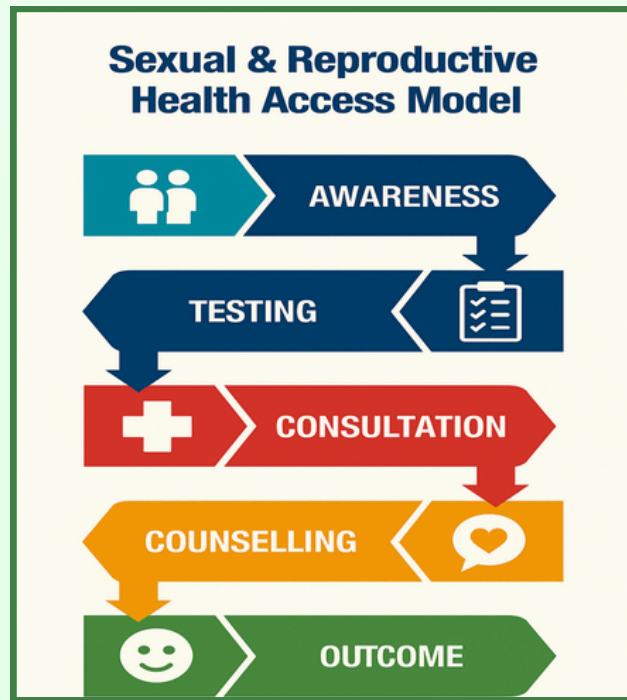 Sexual & Reproductive
Health Access Model
AWARENESS
TESTING
CONSULTATION
COUNSELLING
OUTCOME